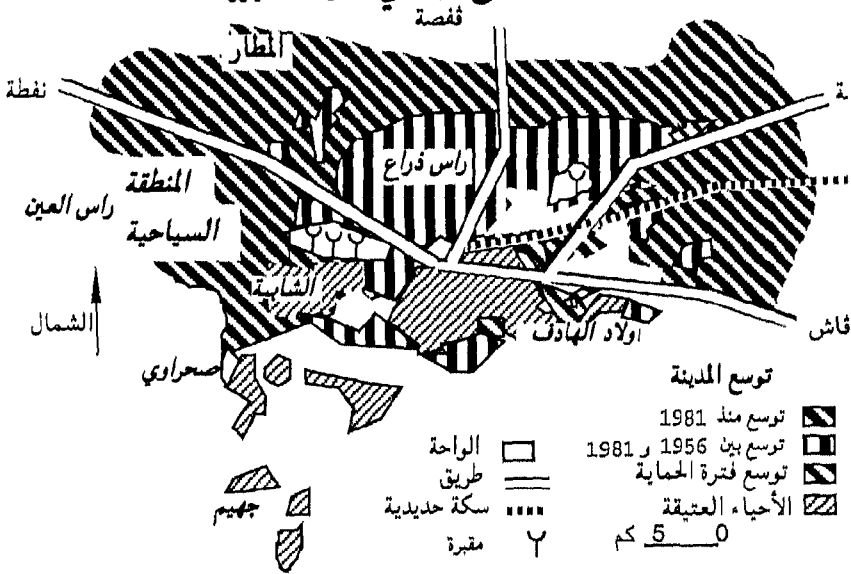 قفصة
المطار
نفطة
راس ذراع
المنطقة
السياحية
راس العين
الشابية
الشمال
اولاد الهادف
قاش
صحراوي
جهيم
توسع المدينة
توسع منذ 1981
توسع بين 1956 و 1981
توسع فترة الحماية
الأحياء العتيقة
الواحة
طريق
سكة حديدية
مقبرة
0 5 كم